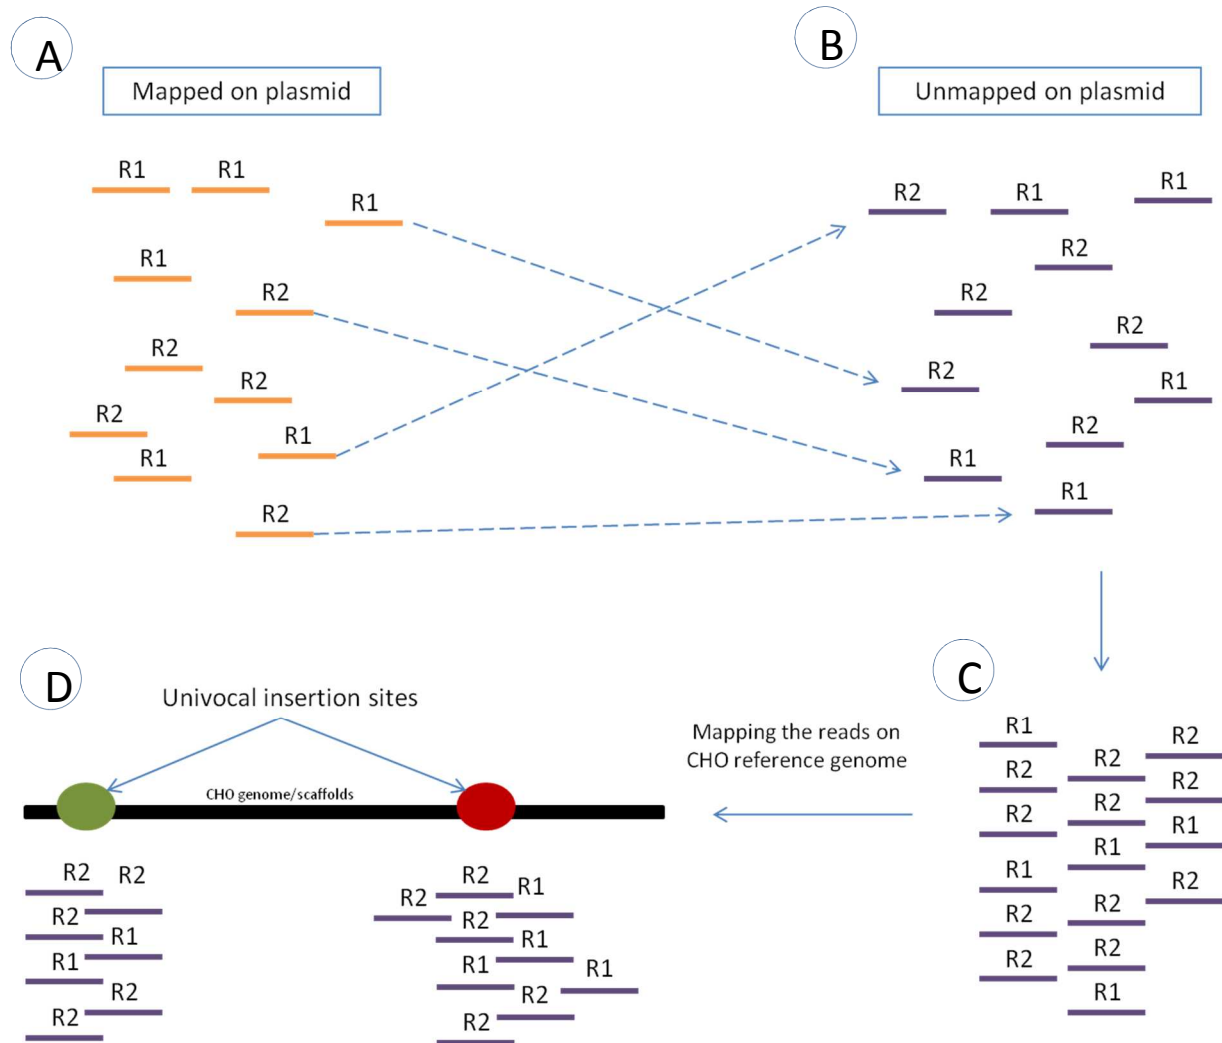 A
B
Mapped on plasmid
Unmapped on plasmid
R1 R1
R1
R1
R2
R2
R2
R2
R1
R1
R2
R2 R1
R1
R2
R2
R2
R2
R1
R2
R1
R1
D
C
Univocal insertion sites
Mapping the reads on
CHO reference genome
CHO genome/scaffolds
R1
R2
R2
R2
R2
R2
R2
R1
R1
R1
R2
R2
R2
R2
R2
R1
R2 R2
R2
R1
R1
R2
R2
R2
R1
R2
R2
R1
R1
R1
R2
R2